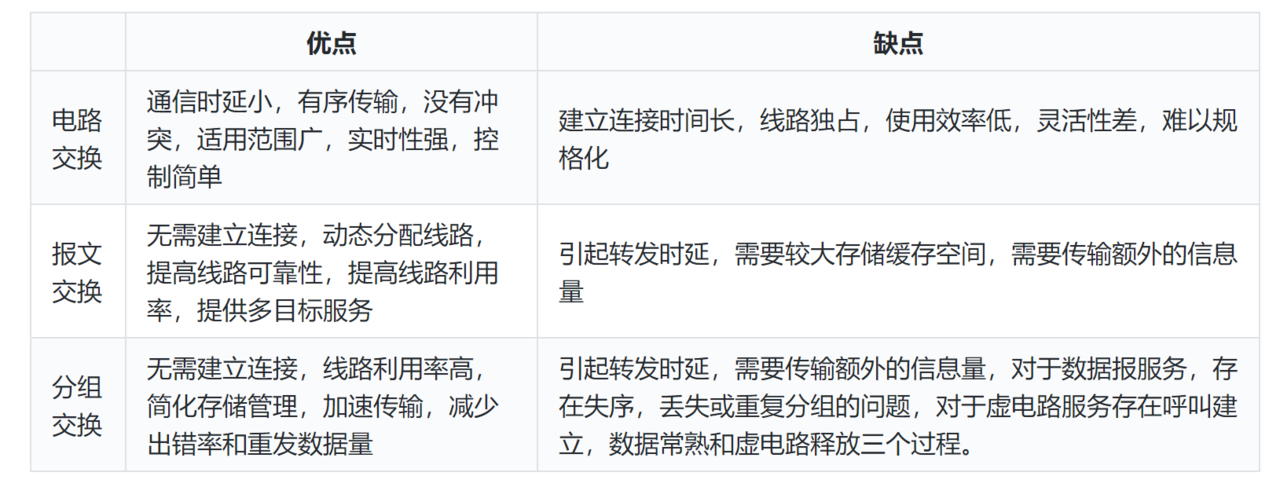 优点
缺点
电路
交换
通信时延小，有序传输，没有冲
突，适用范围广，实时性强，控
制简单
建立连接时间长，线路独占，使用效率低，灵活性差，难以规
格化
报文
交换
无需建立连接，动态分配线路，
提高线路可靠性，提高线路利用
率，提供多目标服务
引起转发时延，需要较大存储缓存空间，需要传输额外的信息
量
分组
交换
无需建立连接，线路利用率高，
简化存储管理，加速传输，减少
出错率和重发数据量
引起转发时延，需要传输额外的信息量，对于数据报服务，存
在失序，丢失或重复分组的问题，对于虚电路服务存在呼叫建
立，数据常熟和虚电路释放三个过程。